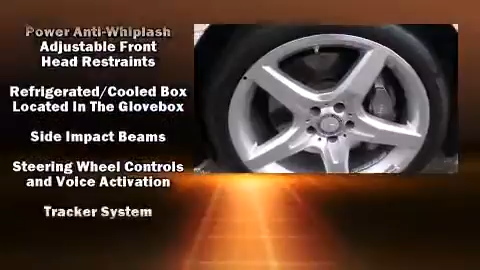 Power Anti-Whiplash
Adjustable Front
Head Restraints
Refrigerated/Cooled Box
Located In The Glovebox
Side Impact Beams
Steering Wheel Controls
and Voice Activation
Tracker System